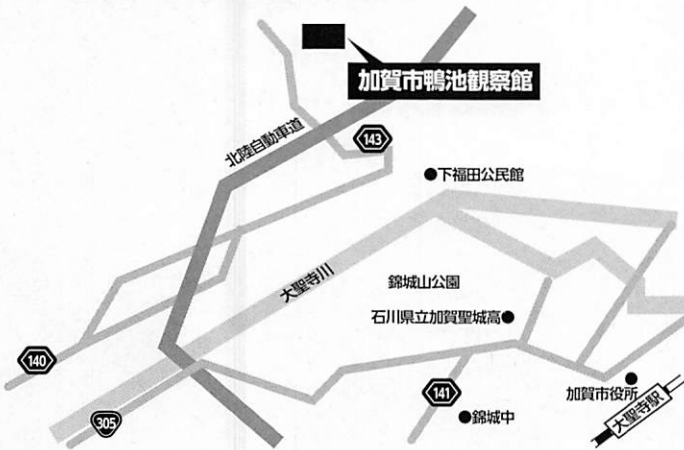 加賀市鴨池観察館
北陸自動車道
143
下福田公民館
大聖寺川
錦城山公園
石川県立加賀聖城高
140
141
加賀市役所
大聖寺駅
305
錦城中